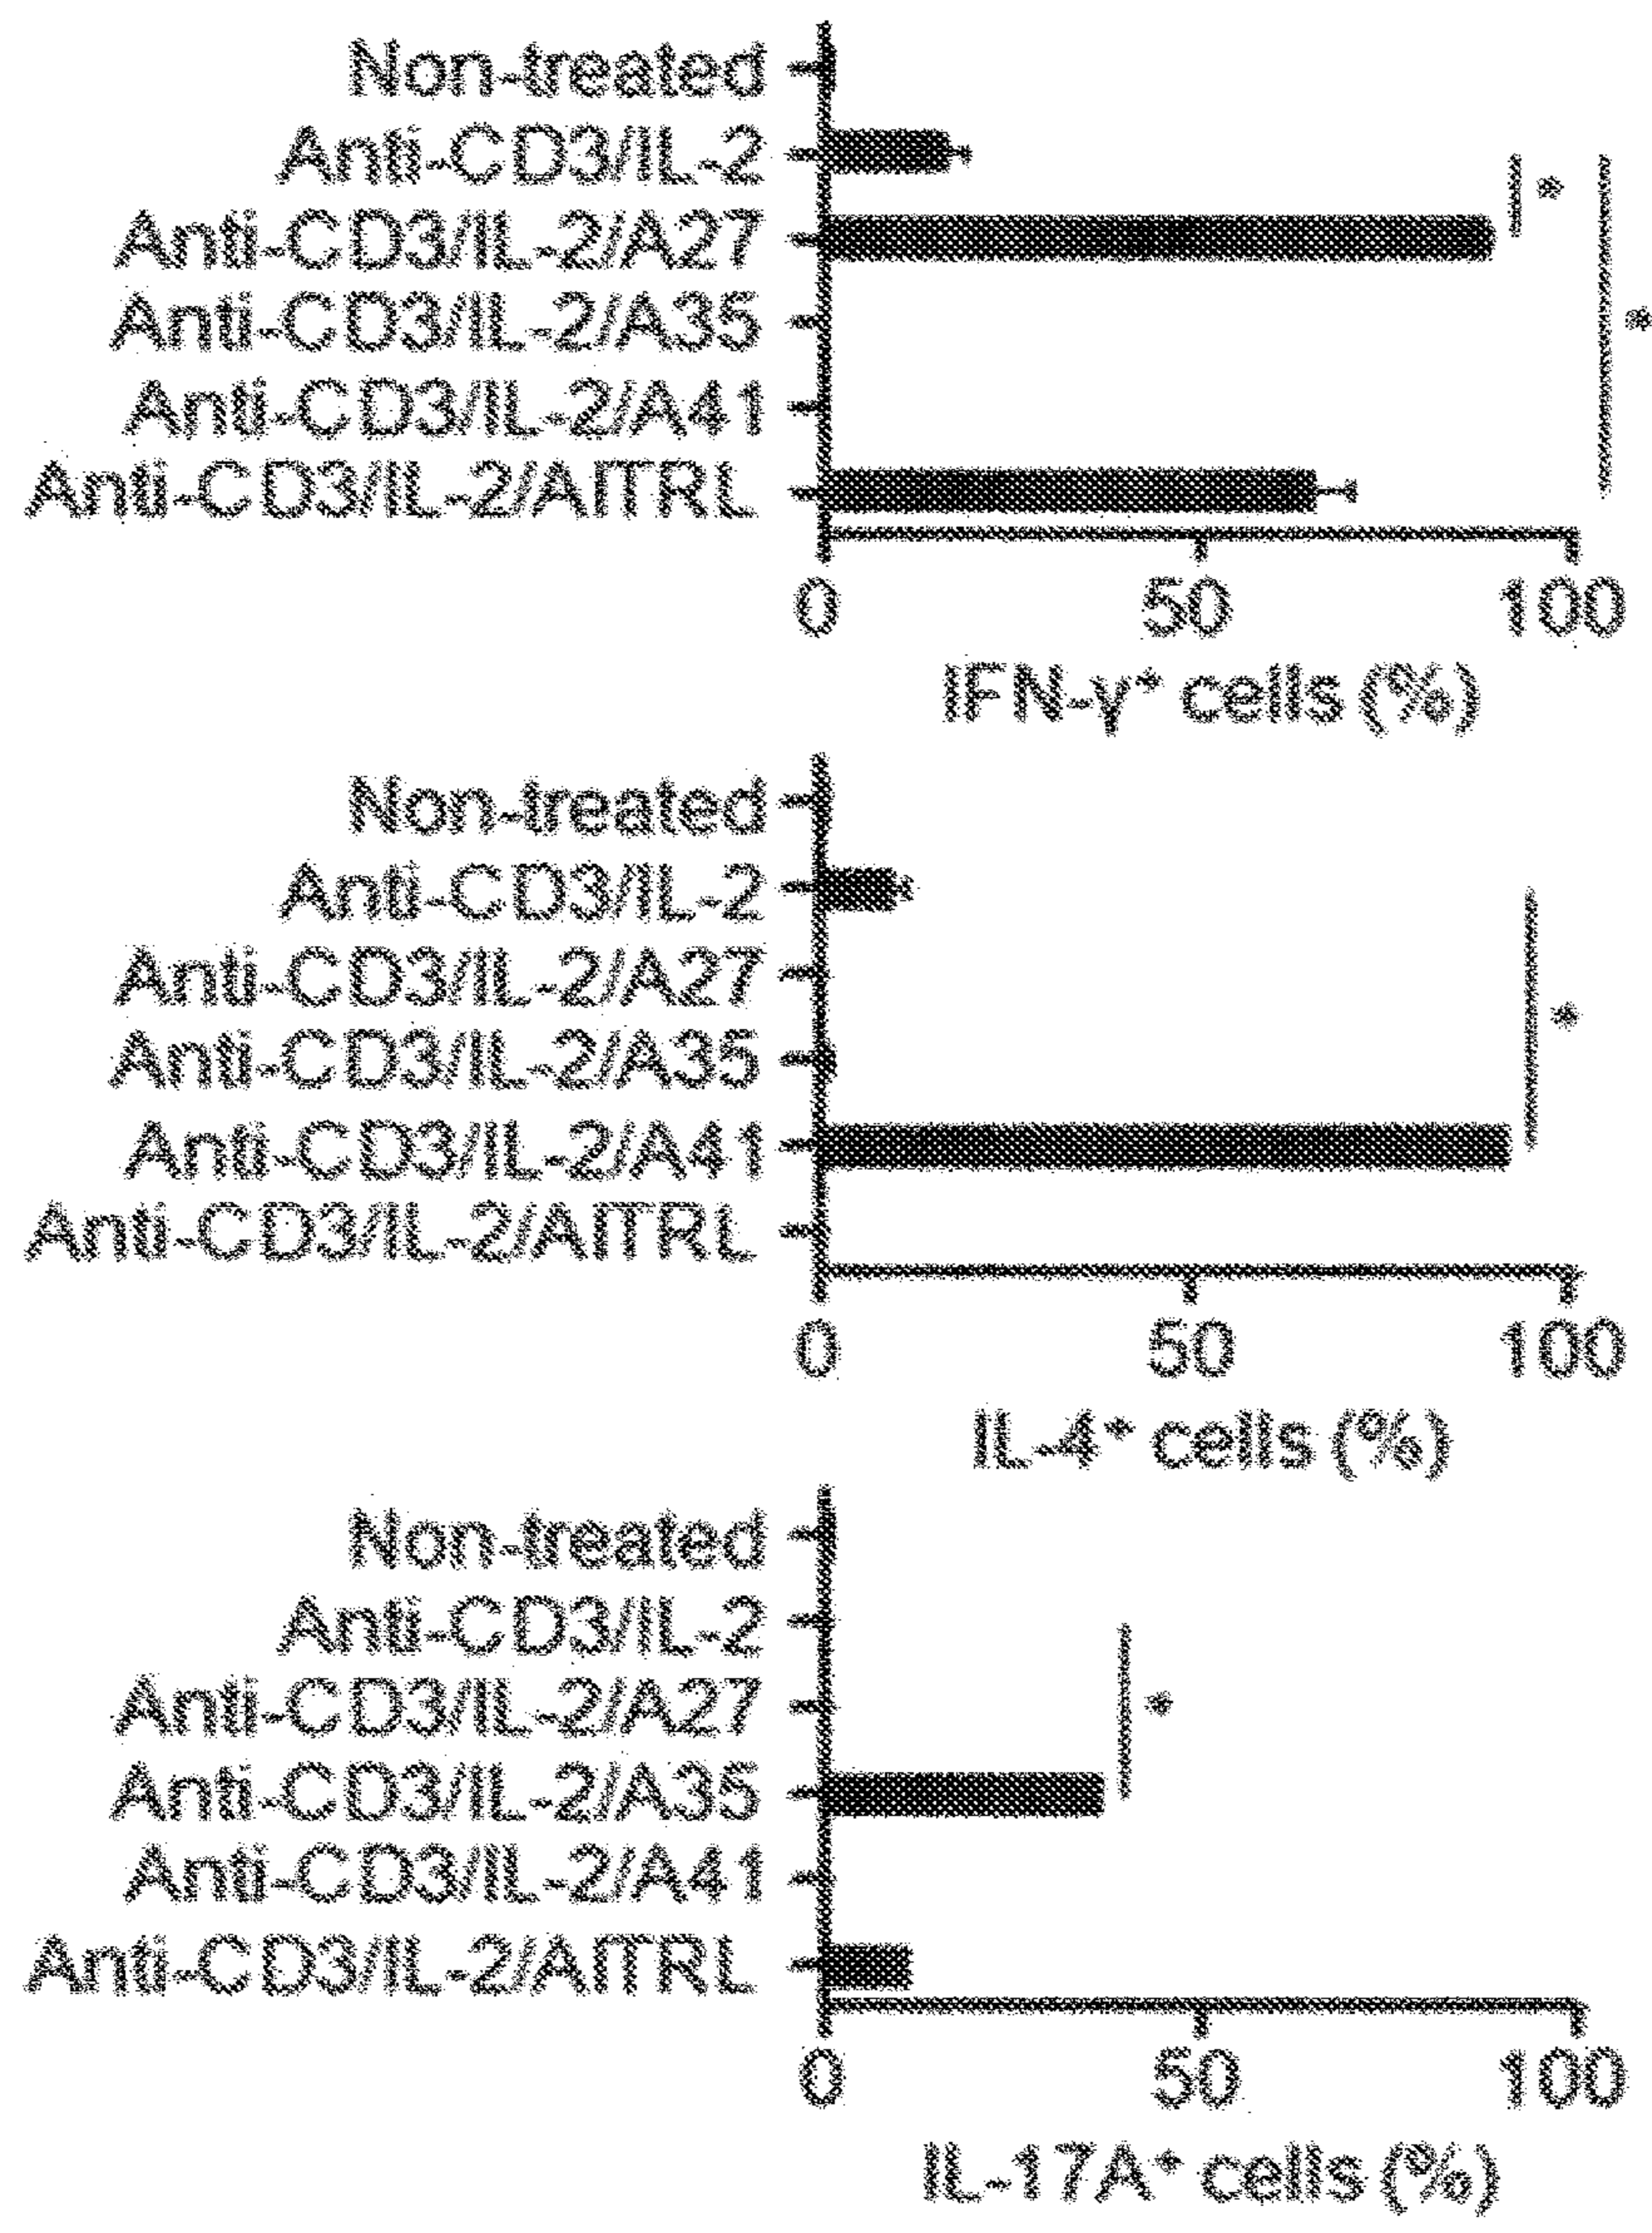 Non-treated
Anti-CD3/IL-2
Anti-CD3/IL-2/A27
*
Anti-CD3/IL-2/A35
*
Anti-CD3/IL-2/A41
Anti-CD3/IL-2/AITRL
0 50 100
IFN-γ⁺ cells (%)
Non-treated
Anti-CD3/IL-2
Anti-CD3/IL-2/A27
*
Anti-CD3/IL-2/A35
Anti-CD3/IL-2/A41
Anti-CD3/IL-2/AITRL
0 50 100
IL-4⁺ cells (%)
Non-treated
Anti-CD3/IL-2
Anti-CD3/IL-2/A27
*
Anti-CD3/IL-2/A35
Anti-CD3/IL-2/A41
Anti-CD3/IL-2/AITRL
0 50 100
IL-17A⁺ cells (%)